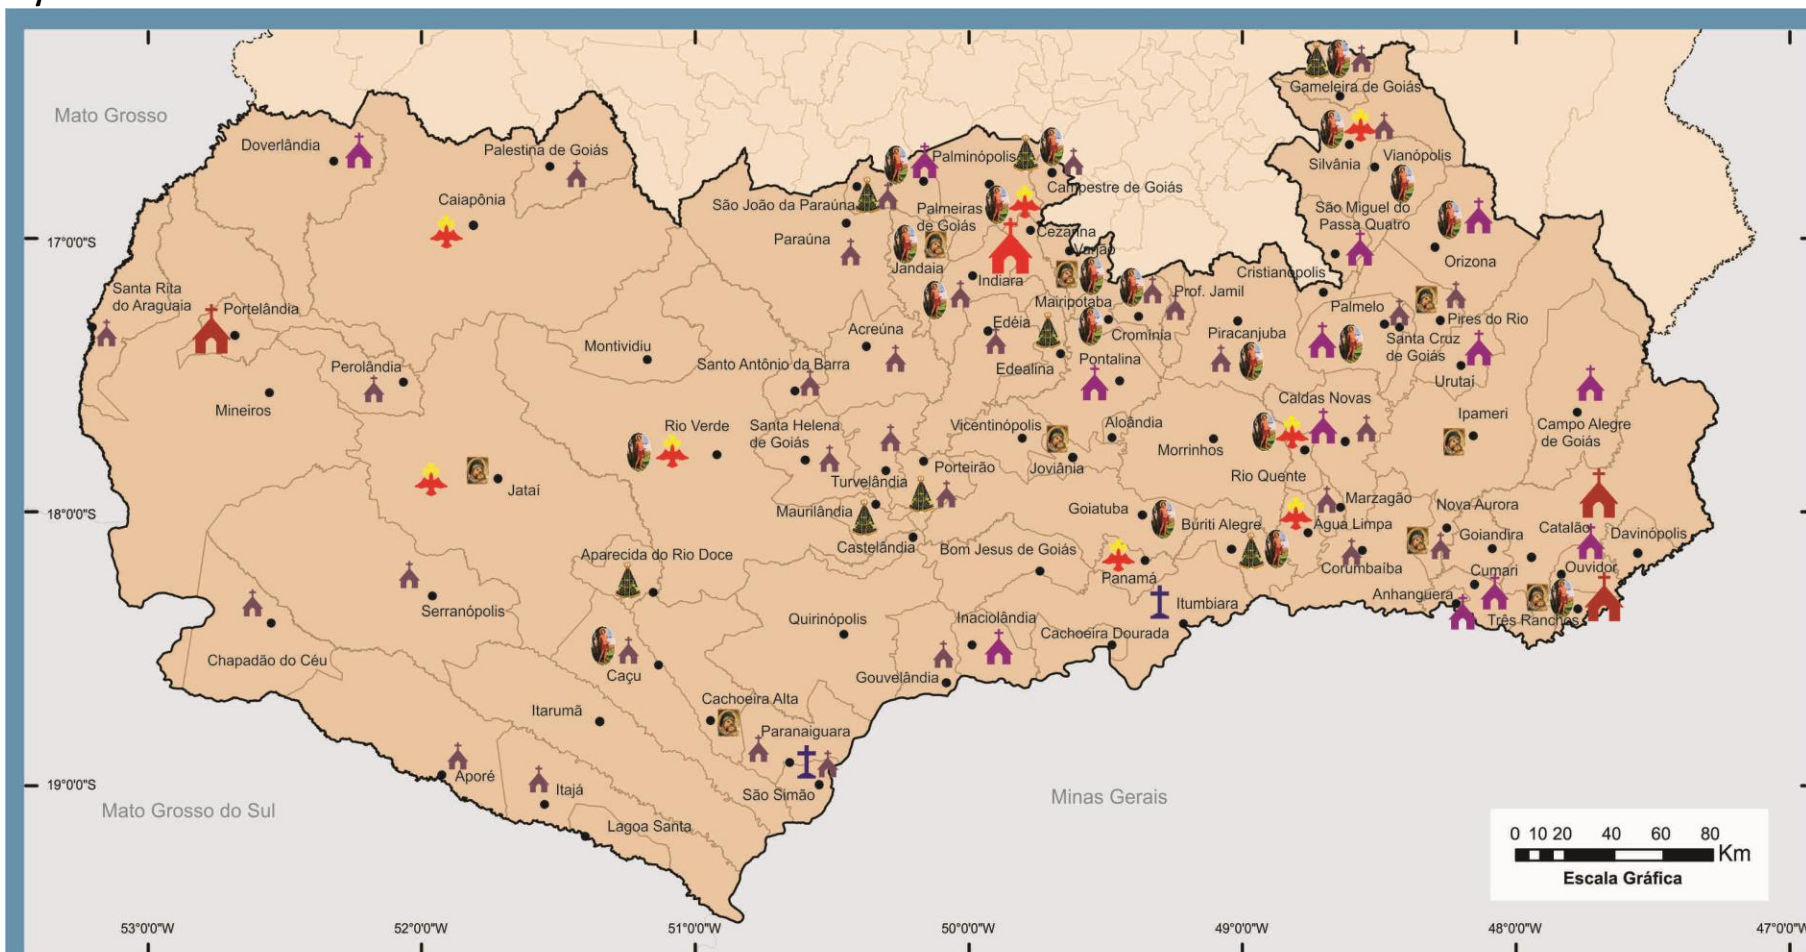 Gameleira de Goiás
Mato Grosso
Doverlândia
Palestina de Goiás
Palminópolis
Silvânia
Vianópolis
Campestre de Goiás
Caiapônia
São João da Paraúna
Palmeiras
de Goiás
São Miguel do
Passa Quatro
17°0'0"S
Paraúna
Cezarina
Varjão
Orizona
Jandaia
Indiara
Cristianópolis
Santa Rita
do Araguaia
Portelândia
Mairipotaba
Prof. Jamil
Palmelo
Pires do Rio
Acreúna
Edéia
Cromínia
Piracanjuba
Santa Cruz
de Goiás
Montividiu
Santo Antônio da Barra
Edealina
Pontalina
Urutaí
Perolândia
Mineiros
Caldas Novas
Ipameri
Campo Alegre
de Goiás
Rio Verde
Santa Helena
de Goiás
Vicentinópolis
Aloândia
Morrinhos
Porteirão
Joviânia
Rio Quente
Turvelândia
Jataí
Marzagão
Nova Aurora
18°0'0"S
Maurilândia
Goiatuba
Buriti Alegre
Água Limpa
Goiandira
Catalão
Davinópolis
Castelândia
Bom Jesus de Goiás
Aparecida do Rio Doce
Corumbaíba
Cumari
Ouvidor
Panamá
Anhanguera
Serranópolis
Itumbiara
Três Ranchos
Quirinópolis
Inaciolândia
Cachoeira Dourada
Chapadão do Céu
Caçu
Gouvelândia
Itarumã
Cachoeira Alta
Paranaiguara
Aporé
Itajá
São Simão
19°0'0"S
Minas Gerais
Mato Grosso do Sul
Lagoa Santa
0 10 20 40 60 80
Km
Escala Gráfica
53°0'0"W 52°0'0"W 51°0'0"W 50°0'0"W 49°0'0"W 48°0'0"W